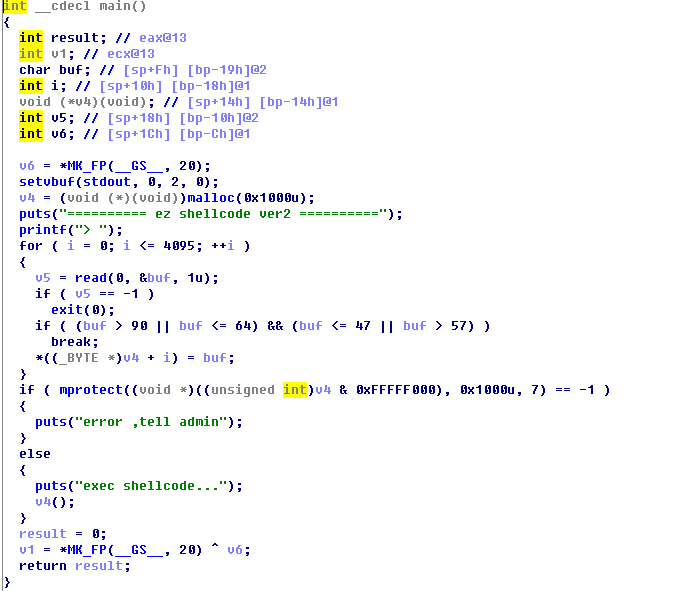 int __cdecl main()
{
  int result; // eax@13
  int v1; // ecx@13
  char buf; // [sp+Fh] [bp-19h]@2
  int i; // [sp+10h] [bp-18h]@1
  void (*v4)(void); // [sp+14h] [bp-14h]@1
  int v5; // [sp+18h] [bp-10h]@2
  int v6; // [sp+1Ch] [bp-Ch]@1

  v6 = *MK_FP(__GS__, 20);
  setvbuf(stdout, 0, 2, 0);
  v4 = (void (*)(void))malloc(0x1000u);
  puts("========== ez shellcode ver2 ==========");
  printf("> ");
  for ( i = 0; i <= 4095; ++i )
  {
    v5 = read(0, &buf, 1u);
    if ( v5 == -1 )
      exit(0);
    if ( (buf > 90 || buf <= 64) && (buf <= 47 || buf > 57) )
      break;
    *((_BYTE *)v4 + i) = buf;
  }
  if ( mprotect((void *)((unsigned int)v4 & 0xFFFFF000), 0x1000u, 7) == -1 )
  {
    puts("error ,tell admin");
  }
  else
  {
    puts("exec shellcode...");
    v4();
  }
  result = 0;
  v1 = *MK_FP(__GS__, 20) ^ v6;
  return result;
}